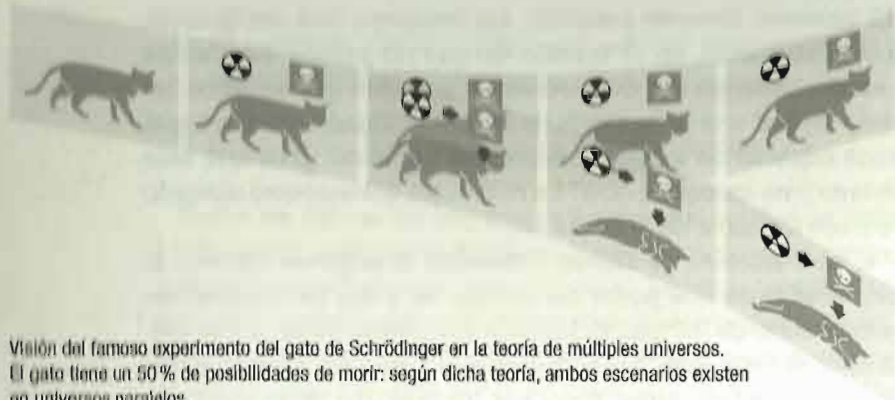 Visión del famoso experimento del gato de Schrödinger en la teoría de múltiples universos.
El gato tiene un 50% de posibilidades de morir: según dicha teoría, ambos escenarios existen
en universos paralelos.